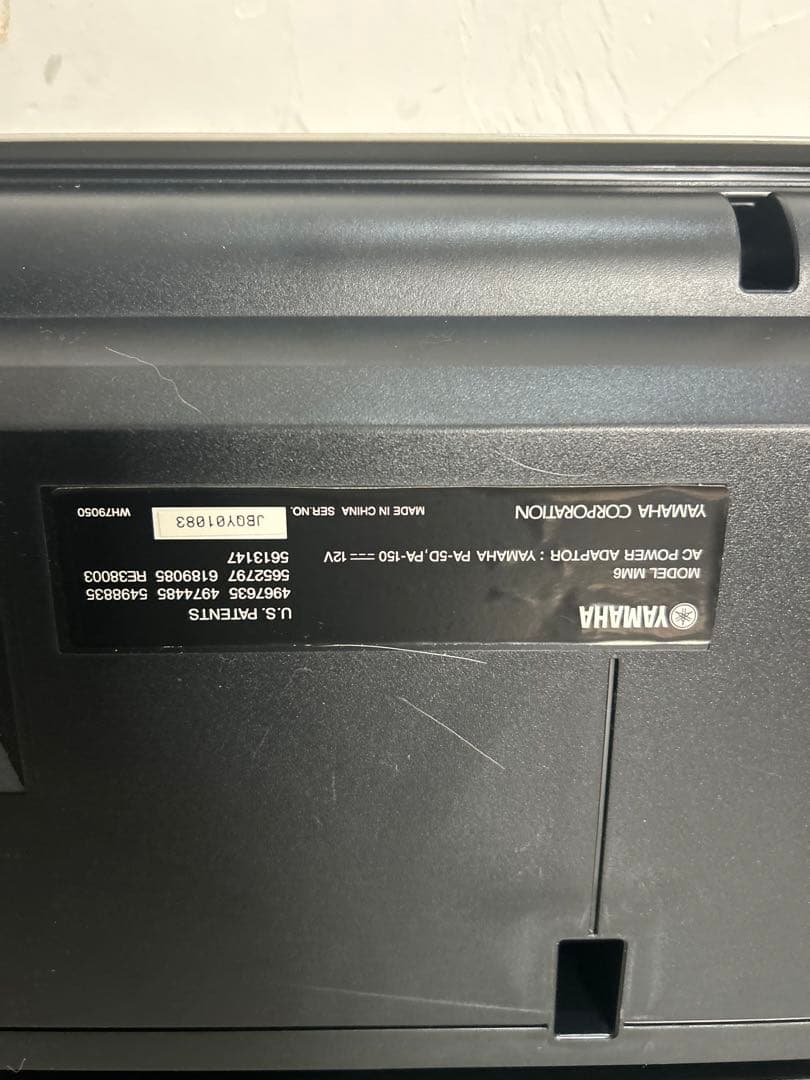 YAMAHA
MODEL MM6
AC POWER ADAPTOR : YAMAHA PA-5D,PA-150 ⎓ 12V
YAMAHA CORPORATION
MADE IN CHINA SER.NO.
JBQY01083
WH79050
U.S. PATENTS
4967635 4974485 5498835
5652797 6189085 RE38003
5613147